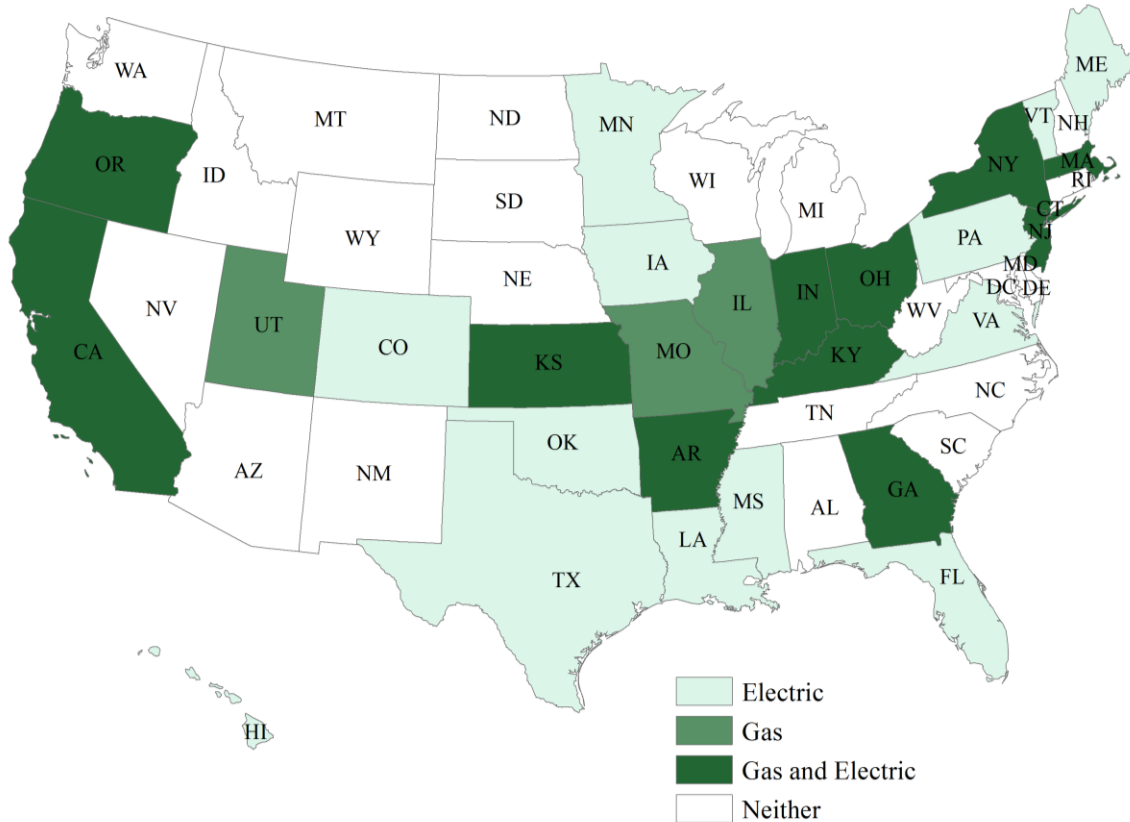 ME
WA
VT
NH
MT
ND
MN
OR
NY
MA
ID
WI
RI
SD
MI
CT
WY
PA
NJ
IA
NE
MD
OH
DC
DE
IL
IN
NV
WV
UT
VA
CO
CA
KS
MO
KY
NC
TN
OK
SC
AZ
NM
AR
GA
MS
AL
LA
TX
FL
HI
Electric
Gas
Gas and Electric
Neither